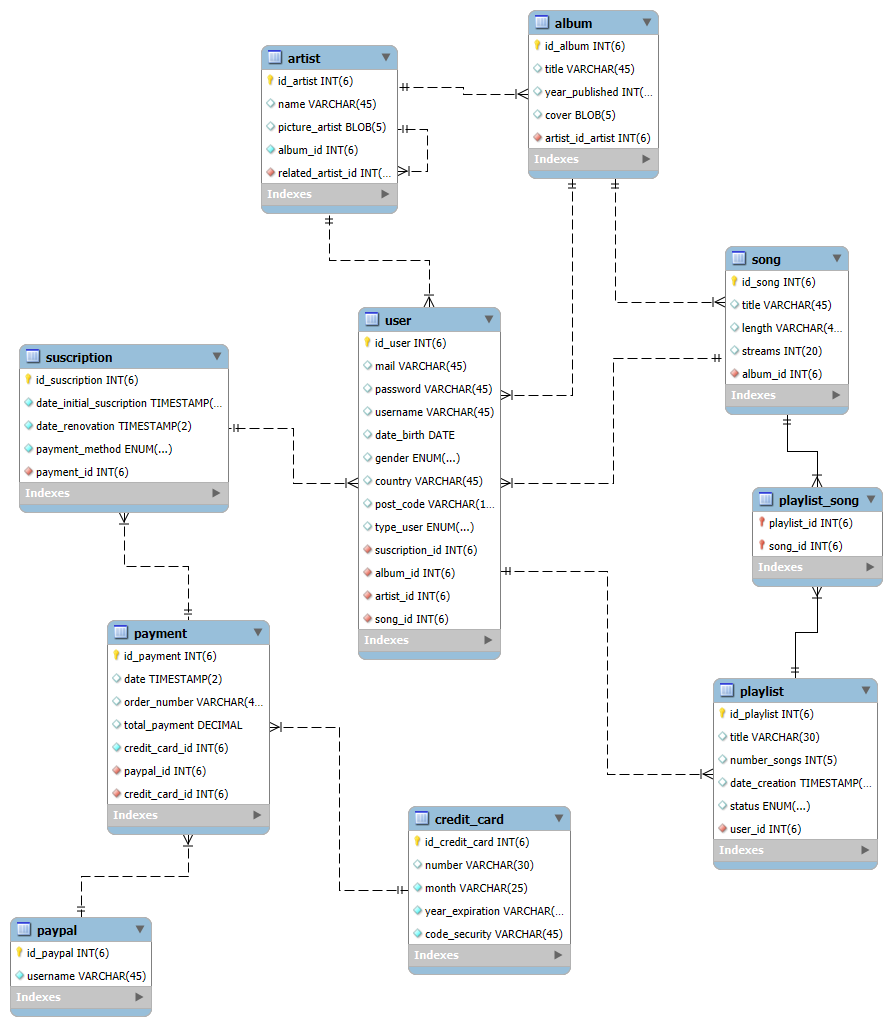 album
id_album INT(6)
title VARCHAR(45)
year_published INT(...
cover BLOB(5)
artist_id_artist INT(6)
Indexes
artist
id_artist INT(6)
name VARCHAR(45)
picture_artist BLOB(5)
album_id INT(6)
related_artist_id INT(...
Indexes
song
id_song INT(6)
title VARCHAR(45)
length VARCHAR(4...
streams INT(20)
album_id INT(6)
Indexes
user
id_user INT(6)
mail VARCHAR(45)
password VARCHAR(45)
username VARCHAR(45)
date_birth DATE
gender ENUM(...)
country VARCHAR(45)
post_code VARCHAR(1...
type_user ENUM(...)
suscription_id INT(6)
album_id INT(6)
artist_id INT(6)
song_id INT(6)
Indexes
suscription
id_suscription INT(6)
date_initial_suscription TIMESTAMP(...
date_renovation TIMESTAMP(2)
payment_method ENUM(...)
payment_id INT(6)
Indexes
playlist_song
playlist_id INT(6)
song_id INT(6)
Indexes
payment
id_payment INT(6)
date TIMESTAMP(2)
order_number VARCHAR(4...
total_payment DECIMAL
credit_card_id INT(6)
paypal_id INT(6)
credit_card_id INT(6)
Indexes
playlist
id_playlist INT(6)
title VARCHAR(30)
number_songs INT(5)
date_creation TIMESTAMP(...
status ENUM(...)
user_id INT(6)
Indexes
credit_card
id_credit_card INT(6)
number VARCHAR(30)
month VARCHAR(25)
year_expiration VARCHAR(...
code_security VARCHAR(45)
Indexes
paypal
id_paypal INT(6)
username VARCHAR(45)
Indexes